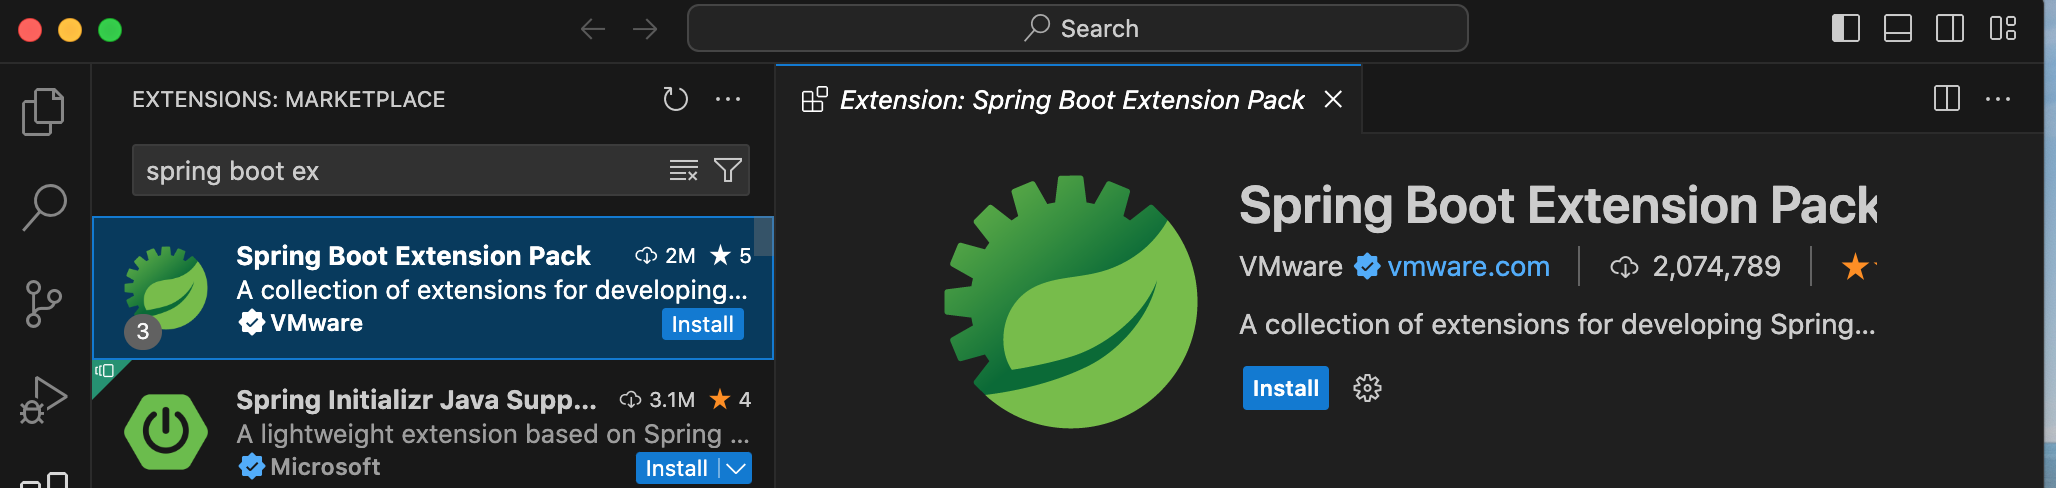 Search
EXTENSIONS: MARKETPLACE
spring boot ex
Spring Boot Extension Pack 2M ★ 5
A collection of extensions for developing...
VMware Install
3
Spring Initializr Java Supp... 3.1M ★ 4
A lightweight extension based on Spring ...
Microsoft Install
Extension: Spring Boot Extension Pack
Spring Boot Extension Pack
VMware vmware.com | 2,074,789 | ★
A collection of extensions for developing Spring...
Install